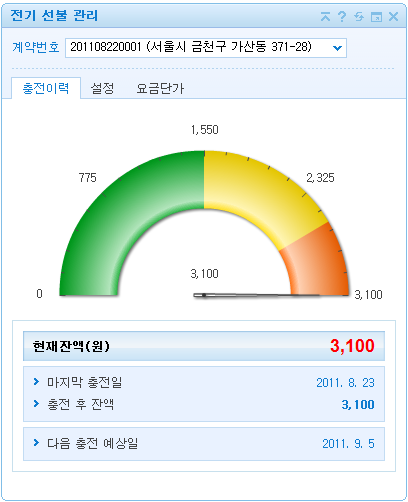 전기 선불 관리
계약번호 201108220001 (서울시 금천구 가산동 371-28)
충전이력 설정 요금단가
1,550
775 2,325
3,100
0 3,100
현재잔액(원) 3,100
마지막 충전일 2011. 8. 23
충전 후 잔액 3,100
다음 충전 예상일 2011. 9. 5